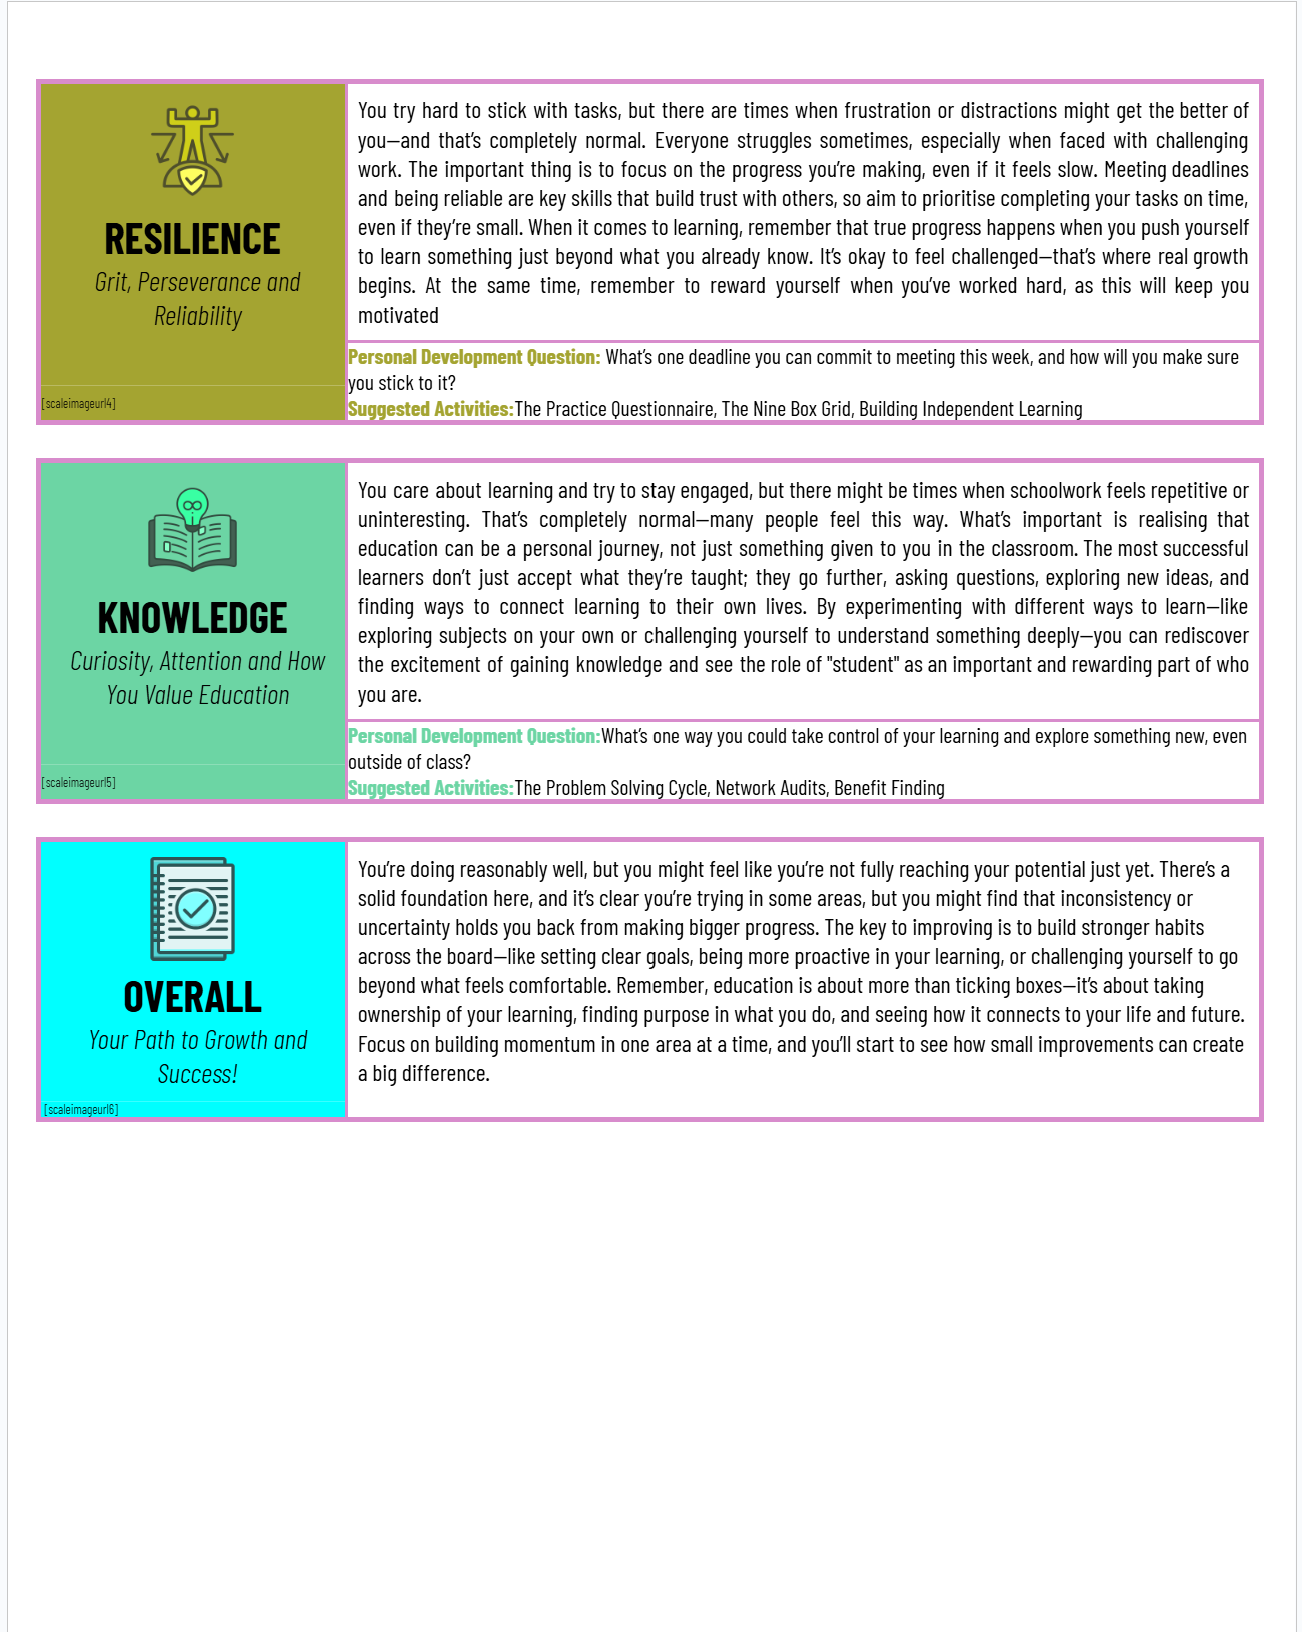 RESILIENCE
Grit, Perseverance and
Reliability
[scaleimageurl4]
You try hard to stick with tasks, but there are times when frustration or distractions might get the better of
you—and that’s completely normal. Everyone struggles sometimes, especially when faced with challenging
work. The important thing is to focus on the progress you’re making, even if it feels slow. Meeting deadlines
and being reliable are key skills that build trust with others, so aim to prioritise completing your tasks on time,
even if they’re small. When it comes to learning, remember that true progress happens when you push yourself
to learn something just beyond what you already know. It’s okay to feel challenged—that’s where real growth
begins. At the same time, remember to reward yourself when you’ve worked hard, as this will keep you
motivated
Personal Development Question: What’s one deadline you can commit to meeting this week, and how will you make sure
you stick to it?
Suggested Activities:The Practice Questionnaire, The Nine Box Grid, Building Independent Learning
KNOWLEDGE
Curiosity, Attention and How
You Value Education
[scaleimageurl5]
You care about learning and try to stay engaged, but there might be times when schoolwork feels repetitive or
uninteresting. That’s completely normal—many people feel this way. What’s important is realising that
education can be a personal journey, not just something given to you in the classroom. The most successful
learners don’t just accept what they’re taught; they go further, asking questions, exploring new ideas, and
finding ways to connect learning to their own lives. By experimenting with different ways to learn—like
exploring subjects on your own or challenging yourself to understand something deeply—you can rediscover
the excitement of gaining knowledge and see the role of "student" as an important and rewarding part of who
you are.
Personal Development Question:What’s one way you could take control of your learning and explore something new, even
outside of class?
Suggested Activities:The Problem Solving Cycle, Network Audits, Benefit Finding
OVERALL
Your Path to Growth and
Success!
[scaleimageurl6]
You’re doing reasonably well, but you might feel like you’re not fully reaching your potential just yet. There’s a
solid foundation here, and it’s clear you’re trying in some areas, but you might find that inconsistency or
uncertainty holds you back from making bigger progress. The key to improving is to build stronger habits
across the board—like setting clear goals, being more proactive in your learning, or challenging yourself to go
beyond what feels comfortable. Remember, education is about more than ticking boxes—it’s about taking
ownership of your learning, finding purpose in what you do, and seeing how it connects to your life and future.
Focus on building momentum in one area at a time, and you’ll start to see how small improvements can create
a big difference.